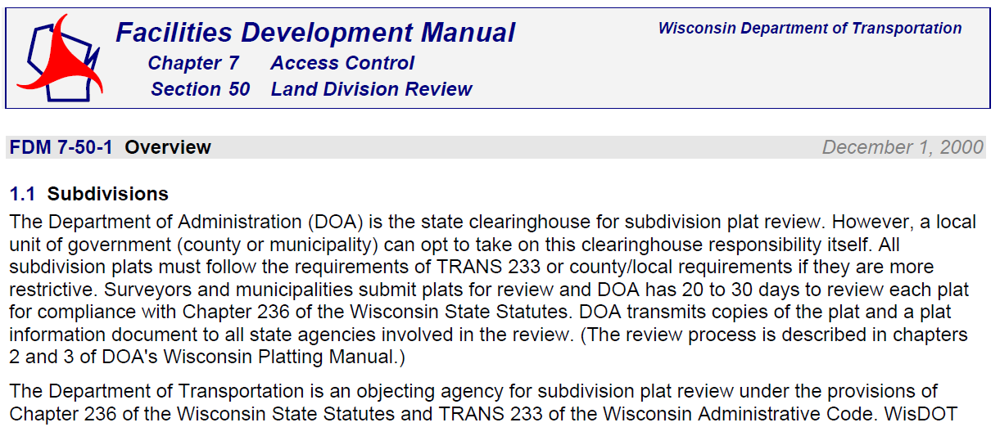 Facilities Development Manual
Wisconsin Department of Transportation
Chapter 7 Access Control
Section 50 Land Division Review
FDM 7-50-1 Overview December 1, 2000
1.1 Subdivisions
The Department of Administration (DOA) is the state clearinghouse for subdivision plat review. However, a local
unit of government (county or municipality) can opt to take on this clearinghouse responsibility itself. All
subdivision plats must follow the requirements of TRANS 233 or county/local requirements if they are more
restrictive. Surveyors and municipalities submit plats for review and DOA has 20 to 30 days to review each plat
for compliance with Chapter 236 of the Wisconsin State Statutes. DOA transmits copies of the plat and a plat
information document to all state agencies involved in the review. (The review process is described in chapters
2 and 3 of DOA's Wisconsin Platting Manual.)
The Department of Transportation is an objecting agency for subdivision plat review under the provisions of
Chapter 236 of the Wisconsin State Statutes and TRANS 233 of the Wisconsin Administrative Code. WisDOT